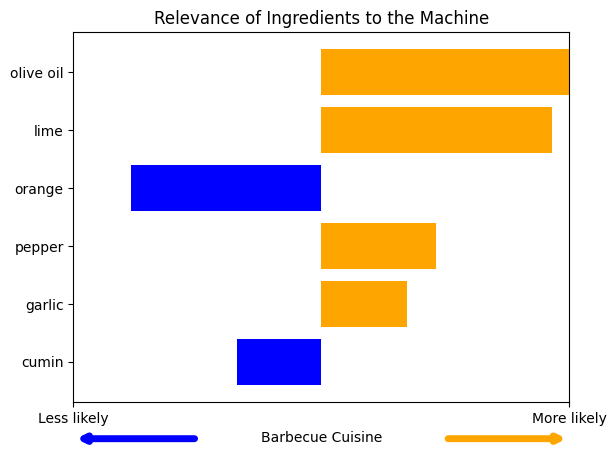 Relevance of Ingredients to the Machine
olive oil
lime
orange
pepper
garlic
cumin
Less likely
More likely
Barbecue Cuisine